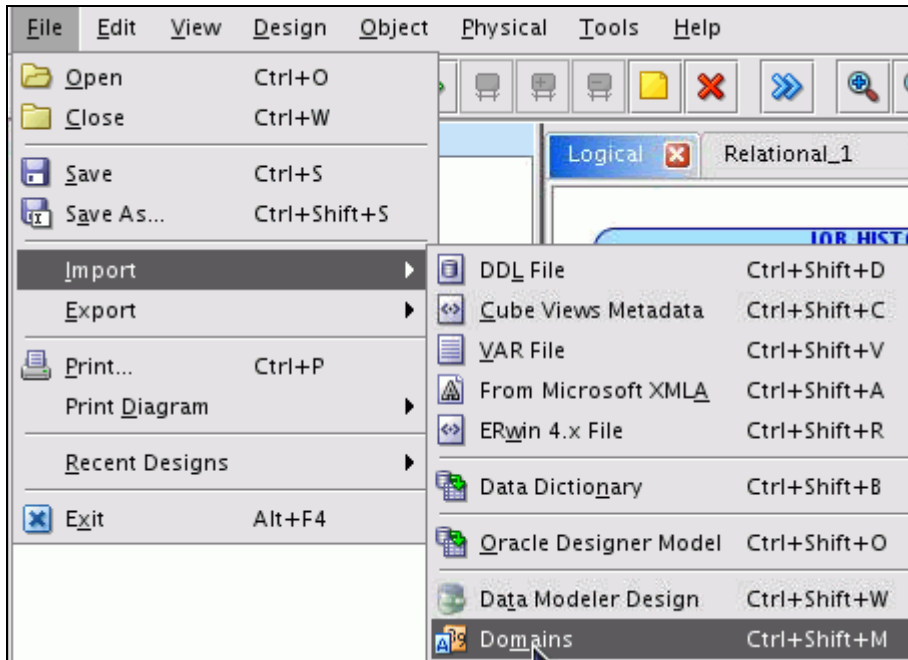 File Edit View Design Object Physical Tools Help
Open Ctrl+O
Close Ctrl+W
Logical Relational_1
Save Ctrl+S
Save As... Ctrl+Shift+S
JOB HIST
Import
DDL File Ctrl+Shift+D
Export
Cube Views Metadata Ctrl+Shift+C
VAR File Ctrl+Shift+V
Print... Ctrl+P
From Microsoft XMLA Ctrl+Shift+A
Print Diagram
ERwin 4.x File Ctrl+Shift+R
Recent Designs
Data Dictionary Ctrl+Shift+B
Exit Alt+F4
Oracle Designer Model Ctrl+Shift+O
Data Modeler Design Ctrl+Shift+W
Domains Ctrl+Shift+M